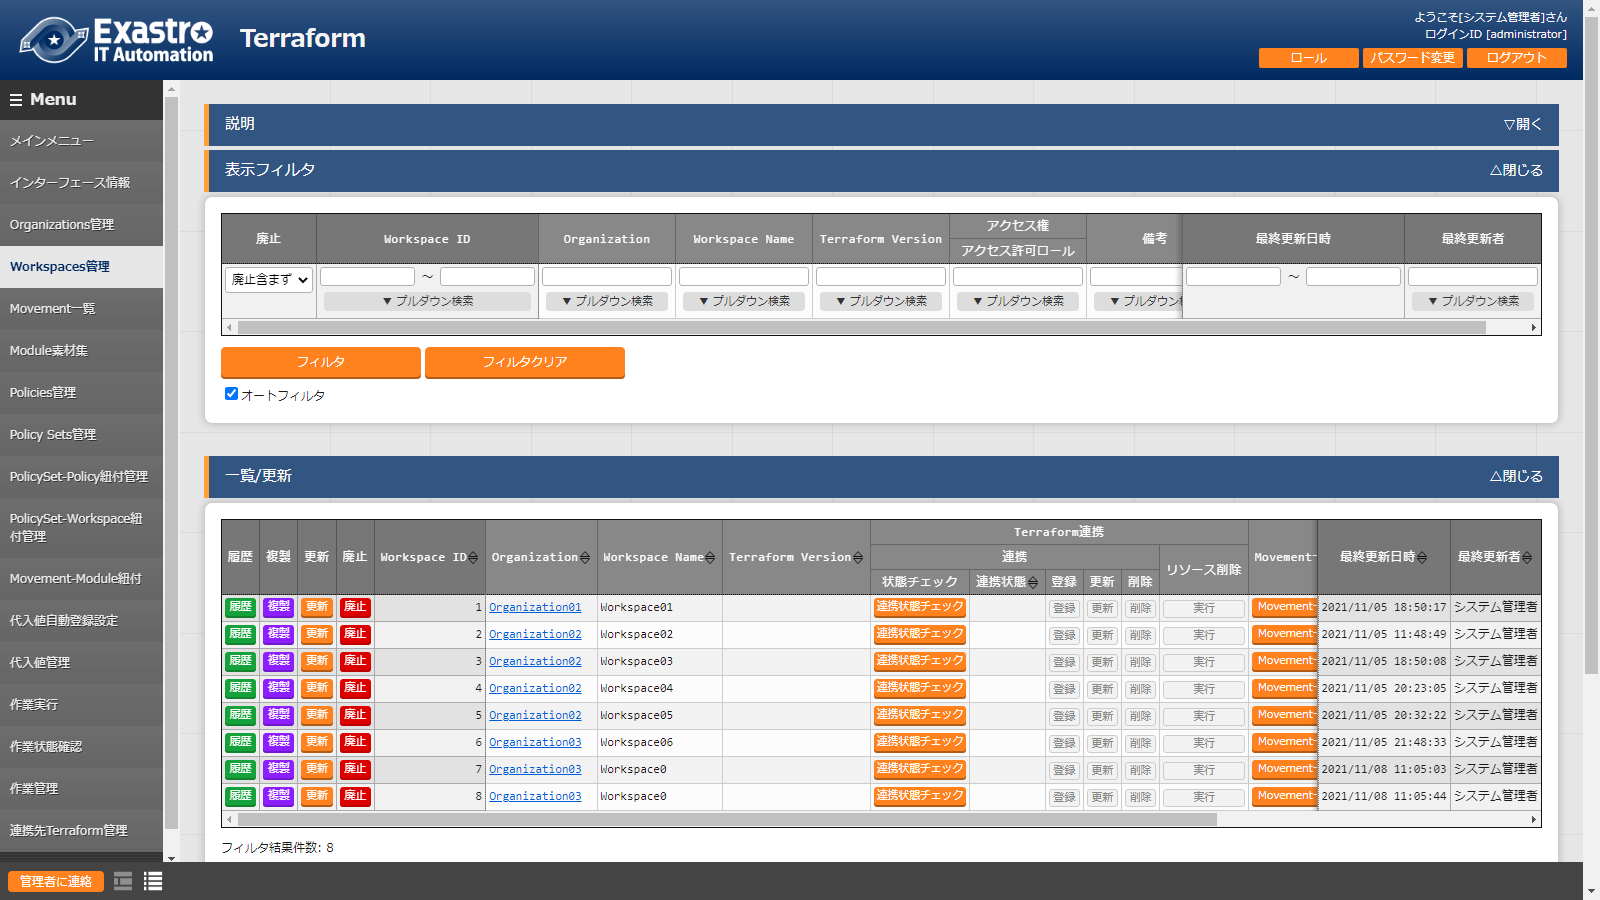 Exastro
IT Automation
Terraform
ようこそ[システム管理者]さん
ログインID [administrator]
ロール パスワード変更 ログアウト
Menu
メインメニュー
インターフェース情報
Organizations管理
Workspaces管理
Movement一覧
Module素材集
Policies管理
Policy Sets管理
PolicySet-Policy紐付管理
PolicySet-Workspace紐
付管理
Movement-Module紐付
代入値自動登録設定
代入値管理
作業実行
作業状態確認
作業管理
連携先Terraform管理
管理者に連絡
説明 ▽開く
表示フィルタ △閉じる
アクセス権
廃止 Workspace ID Organization Workspace Name Terraform Version アクセス許可ロール 備考 最終更新日時 最終更新者
廃止含まず ～ ～
▼ プルダウン検索 ▼ プルダウン検索 ▼ プルダウン検索 ▼ プルダウン検索 ▼ プルダウン検索 ▼ プルダウン ▼ プルダウン検索
フィルタ フィルタクリア
オートフィルタ
一覧/更新 △閉じる
Terraform連携
連携
履歴 複製 更新 廃止 Workspace ID Organization Workspace Name Terraform Version 状態チェック 連携状態 登録 更新 削除 リソース削除 Movement- 最終更新日時 最終更新者
履歴 複製 更新 廃止 1 Organization01 Workspace01 連携状態チェック 登録 更新 削除 実行 Movement- 2021/11/05 18:50:17 システム管理者
履歴 複製 更新 廃止 2 Organization02 Workspace02 連携状態チェック 登録 更新 削除 実行 Movement- 2021/11/05 11:48:49 システム管理者
履歴 複製 更新 廃止 3 Organization02 Workspace03 連携状態チェック 登録 更新 削除 実行 Movement- 2021/11/05 18:50:08 システム管理者
履歴 複製 更新 廃止 4 Organization02 Workspace04 連携状態チェック 登録 更新 削除 実行 Movement- 2021/11/05 20:23:05 システム管理者
履歴 複製 更新 廃止 5 Organization02 Workspace05 連携状態チェック 登録 更新 削除 実行 Movement- 2021/11/05 20:32:22 システム管理者
履歴 複製 更新 廃止 6 Organization03 Workspace06 連携状態チェック 登録 更新 削除 実行 Movement- 2021/11/05 21:48:33 システム管理者
履歴 複製 更新 廃止 7 Organization03 Workspace0 連携状態チェック 登録 更新 削除 実行 Movement- 2021/11/08 11:05:03 システム管理者
履歴 複製 更新 廃止 8 Organization03 Workspace0 連携状態チェック 登録 更新 削除 実行 Movement- 2021/11/08 11:05:44 システム管理者
フィルタ結果件数: 8